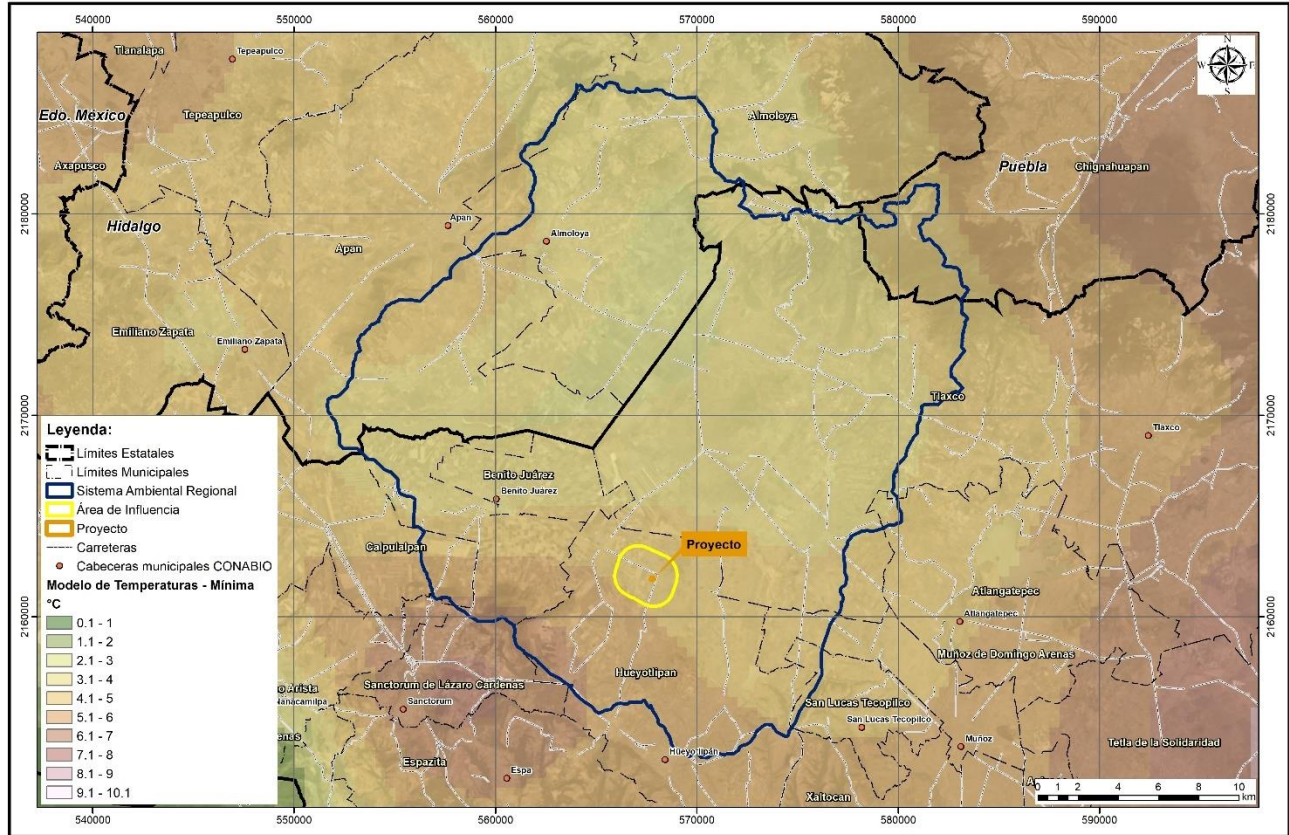 540000 550000 560000 570000 580000 590000
N
W E
S
Tlanalapa
Tepeapulco
Edo. México
Tepeapulco
Almoloya
Axapusco
Puebla
Chignahuapan
2180000 2180000
Hidalgo
Apan
Almoloya
Apan
Emiliano Zapata
Emiliano Zapata
Tlaxco
2170000
Tlaxco
Leyenda:
Límites Estatales
Límites Municipales
Sistema Ambiental Regional
Área de Influencia
Proyecto
Carreteras
Cabeceras municipales CONABIO
Modelo de Temperaturas - Mínima
°C
0.1 - 1
1.1 - 2
2.1 - 3
3.1 - 4
4.1 - 5
5.1 - 6
6.1 - 7
7.1 - 8
8.1 - 9
9.1 - 10.1
2170000
Benito Juárez
Benito Juárez
Calpulalpan
Proyecto
Atlangatepec
2160000
Atlangatepec
2160000
Muñoz de Domingo Arenas
Hueyotlipan
Sanctorum de Lázaro Cárdenas
o Arista
Nanacamilpa
Sanctorum
San Lucas Tecopilco
San Lucas Tecopilco
enas
Muñoz
Tetla de la Solidaridad
Hueyotlipan
Españita
Espa
Xaltocan
0 1 2 4 6 8 10
km
540000 550000 560000 570000 580000 590000